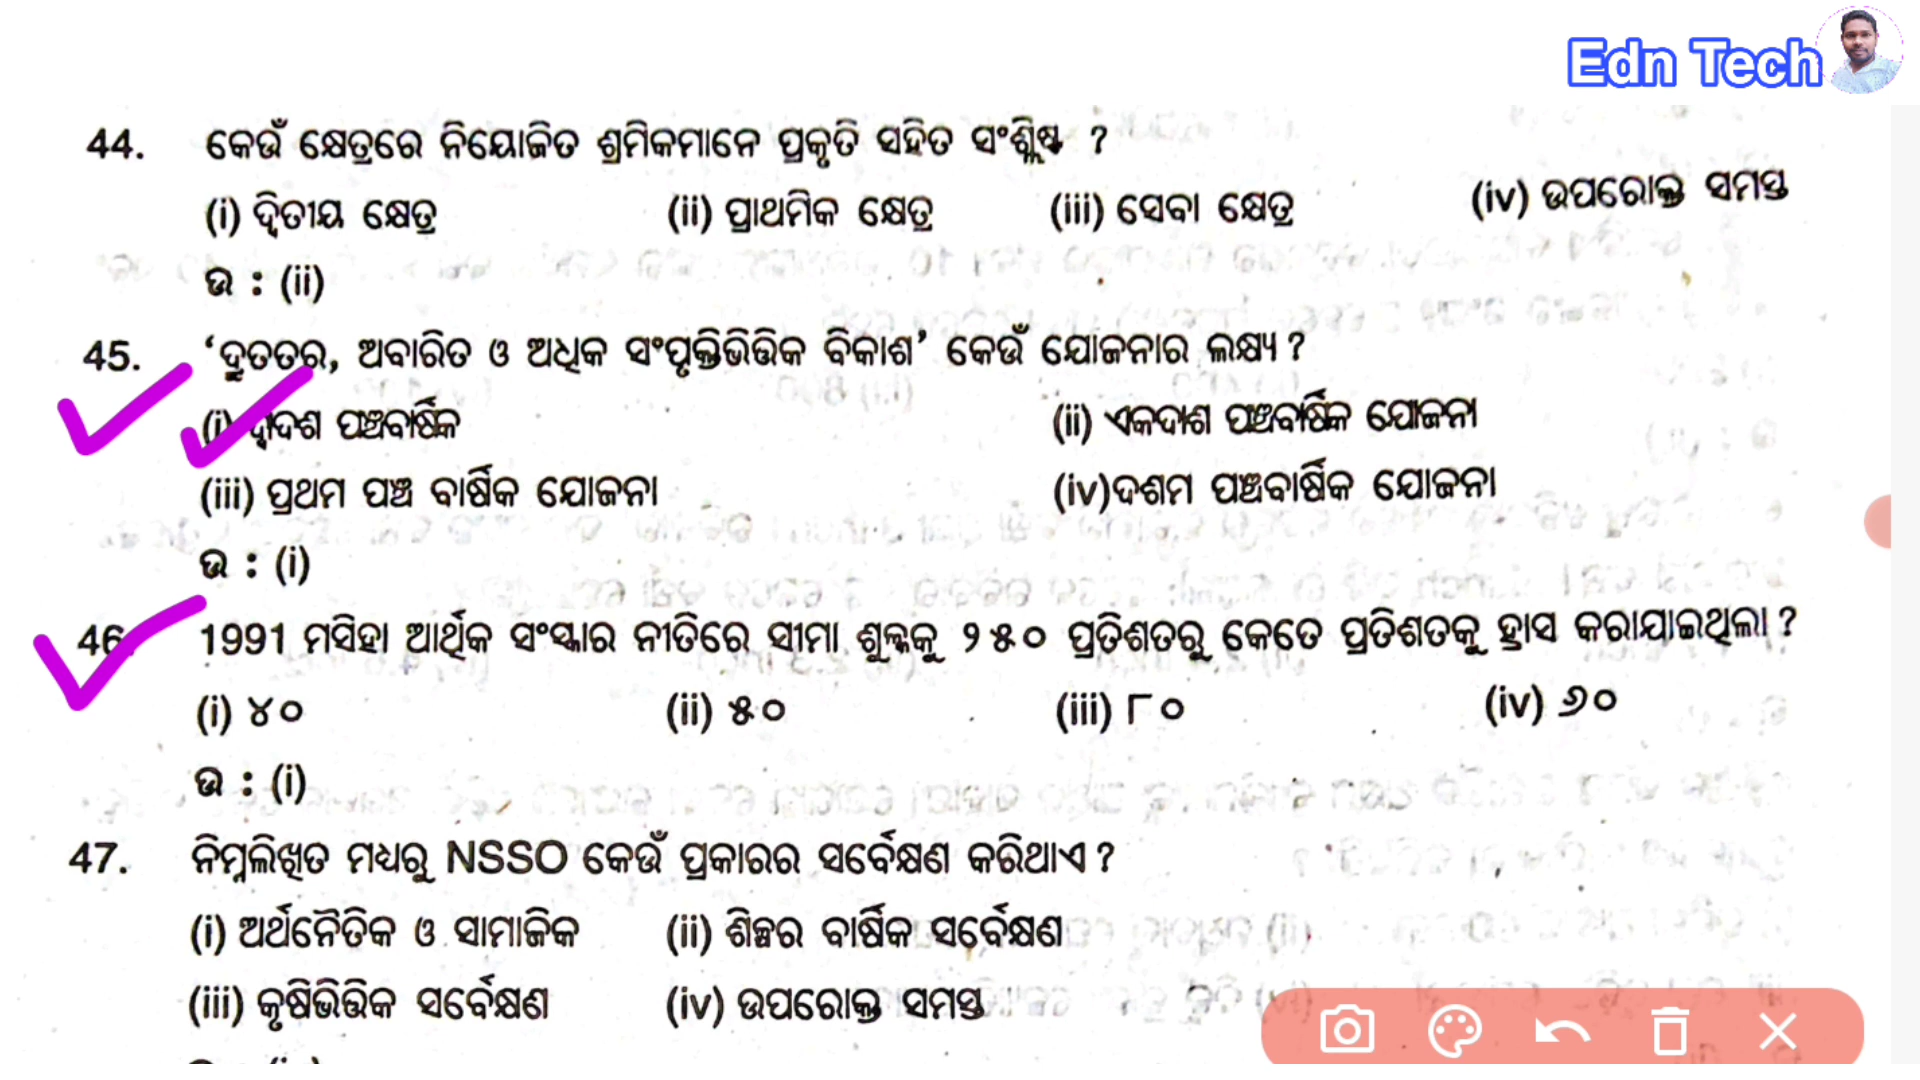 Edn Tech
44. କେଉଁ କ୍ଷେତ୍ରରେ ନିୟୋଜିତ ଶ୍ରମିକମାନେ ପ୍ରକୃତି ସହିତ ସଂଶ୍ଳିଷ୍ଟ ?
(i) ଦ୍ୱିତୀୟ କ୍ଷେତ୍ର (ii) ପ୍ରାଥମିକ କ୍ଷେତ୍ର (iii) ସେବା କ୍ଷେତ୍ର (iv) ଉପରୋକ୍ତ ସମସ୍ତ
ଉ : (ii)
45. ‘ଦ୍ରୁତତର, ଅବାରିତ ଓ ଅଧିକ ସଂପୃକ୍ତିଭିତ୍ତିକ ବିକାଶ’ କେଉଁ ଯୋଜନାର ଲକ୍ଷ୍ୟ ?
(i) ଦ୍ୱାଦଶ ପଞ୍ଚବାର୍ଷିକ (ii) ଏକଦାଶ ପଞ୍ଚବାର୍ଷିକ ଯୋଜନା
(iii) ପ୍ରଥମ ପଞ୍ଚ ବାର୍ଷିକ ଯୋଜନା (iv)ଦଶମ ପଞ୍ଚବାର୍ଷିକ ଯୋଜନା
ଉ : (i)
46. 1991 ମସିହା ଆର୍ଥିକ ସଂସ୍କାର ନୀତିରେ ସୀମା ଶୁଳ୍କକୁ ୨୫୦ ପ୍ରତିଶତରୁ କେତେ ପ୍ରତିଶତକୁ ହ୍ରାସ କରାଯାଇଥିଲା ?
(i) ୪୦ (ii) ୫୦ (iii) ୮୦ (iv) ୬୦
ଉ : (i)
47. ନିମ୍ନଲିଖିତ ମଧ୍ୟରୁ NSSO କେଉଁ ପ୍ରକାରର ସର୍ବେକ୍ଷଣ କରିଥାଏ ?
(i) ଅର୍ଥନୈତିକ ଓ ସାମାଜିକ (ii) ଶିଳ୍ପର ବାର୍ଷିକ ସର୍ବେକ୍ଷଣ
(iii) କୃଷିଭିତ୍ତିକ ସର୍ବେକ୍ଷଣ (iv) ଉପରୋକ୍ତ ସମସ୍ତ